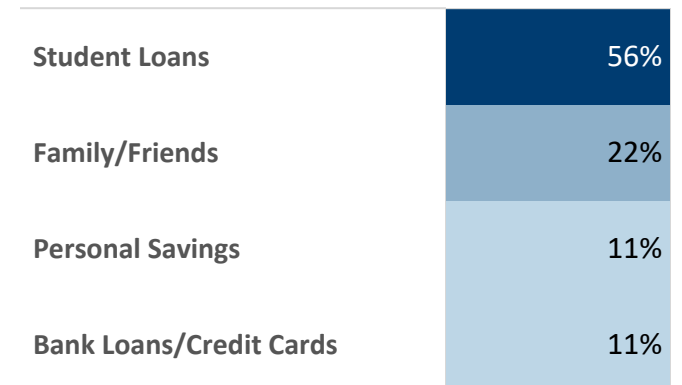 Student Loans 56%
Family/Friends 22%
Personal Savings 11%
Bank Loans/Credit Cards 11%